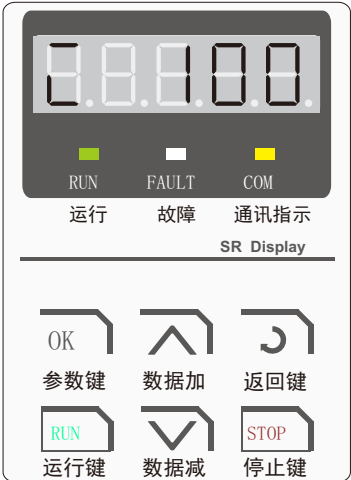 C 100
RUN FAULT COM
运行 故障 通讯指示
SR Display
OK
参数键 数据加 返回键
RUN STOP
运行键 数据减 停止键